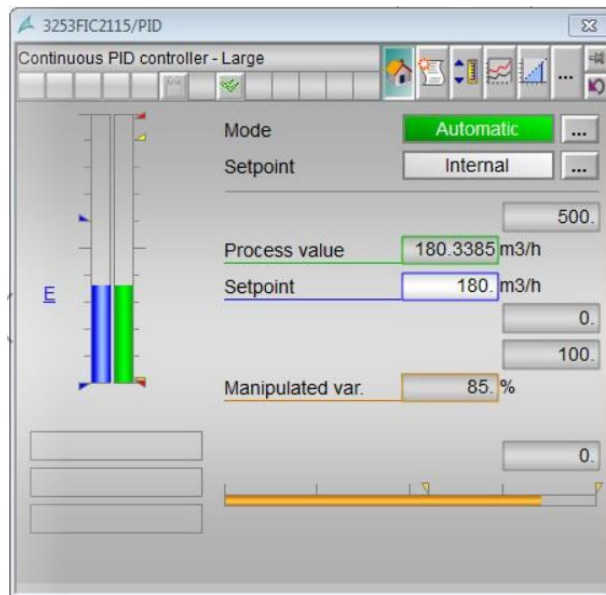 3253FIC2115/PID
Continuous PID controller - Large
...
Mode Automatic ...
Setpoint Internal ...
500.
Process value 180.3385 m3/h
E
Setpoint 180. m3/h
0.
100.
Manipulated var. 85. %
0.